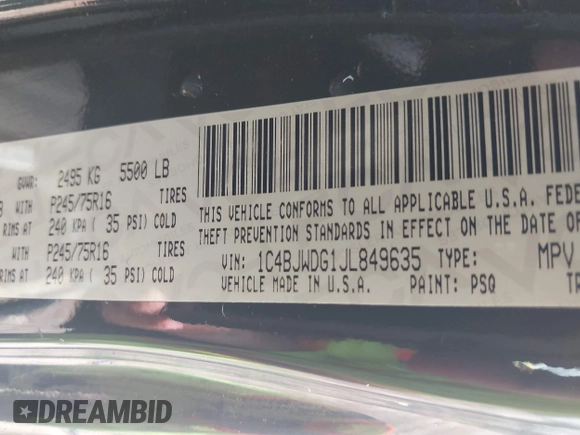 GVWR: 2495 KG 5500 LB
WITH P245/75R16 TIRES
RIMS AT 240 KPA ( 35 PSI) COLD
WITH P245/75R16 TIRES
RIMS AT 240 KPA ( 35 PSI) COLD
THIS VEHICLE CONFORMS TO ALL APPLICABLE U.S.A. FEDE
THEFT PREVENTION STANDARDS IN EFFECT ON THE DATE O
VIN: 1C4BJWDG1JL849635 TYPE: MPV
VEHICLE MADE IN U.S.A. PAINT: PSQ TR
DREAMBID